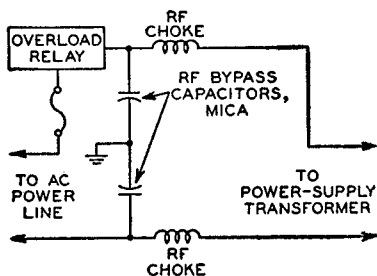 RF
CHOKE
OVERLOAD
RELAY
RF BYPASS
CAPACITORS,
MICA
TO AC
POWER
LINE
TO
POWER-SUPPLY
TRANSFORMER
RF
CHOKE